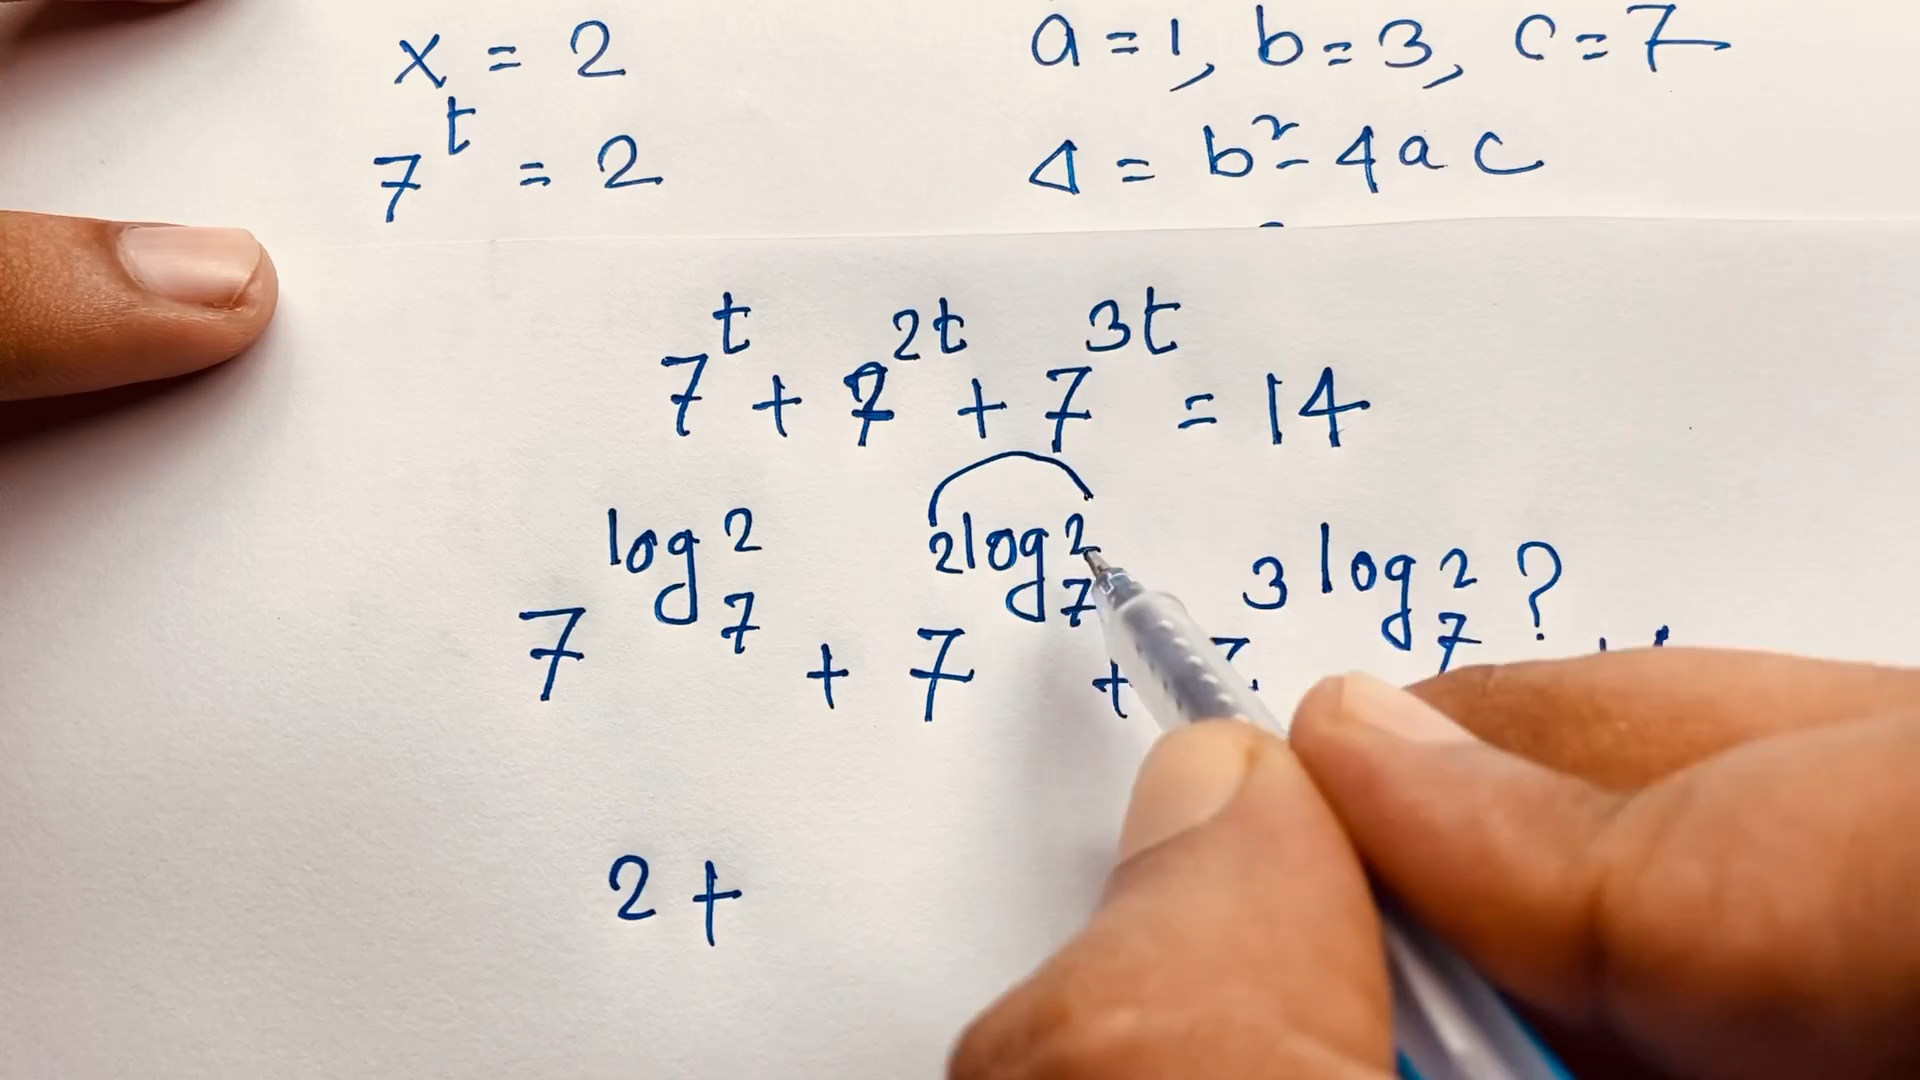 x = 2
a = 1, b = 3, c = 7
7^t = 2
Δ = b² - 4ac
7^t + 7^2t + 7^3t = 14
7^log₇2 + 7^2log₇2 + 7^3log₇2 ?
2 +